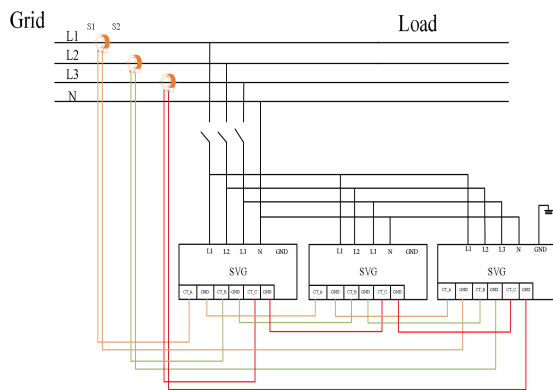 Grid Load
S1 S2
L1
L2
L3
N
L1 L2 L3 N GND
SVG
CT_A GND CT_B GND CT_C GND
L1 L2 L3 N GND
SVG
CT_A GND CT_B GND CT_C GND
L1 L2 L3 N GND
SVG
CT_A GND CT_B GND CT_C GND